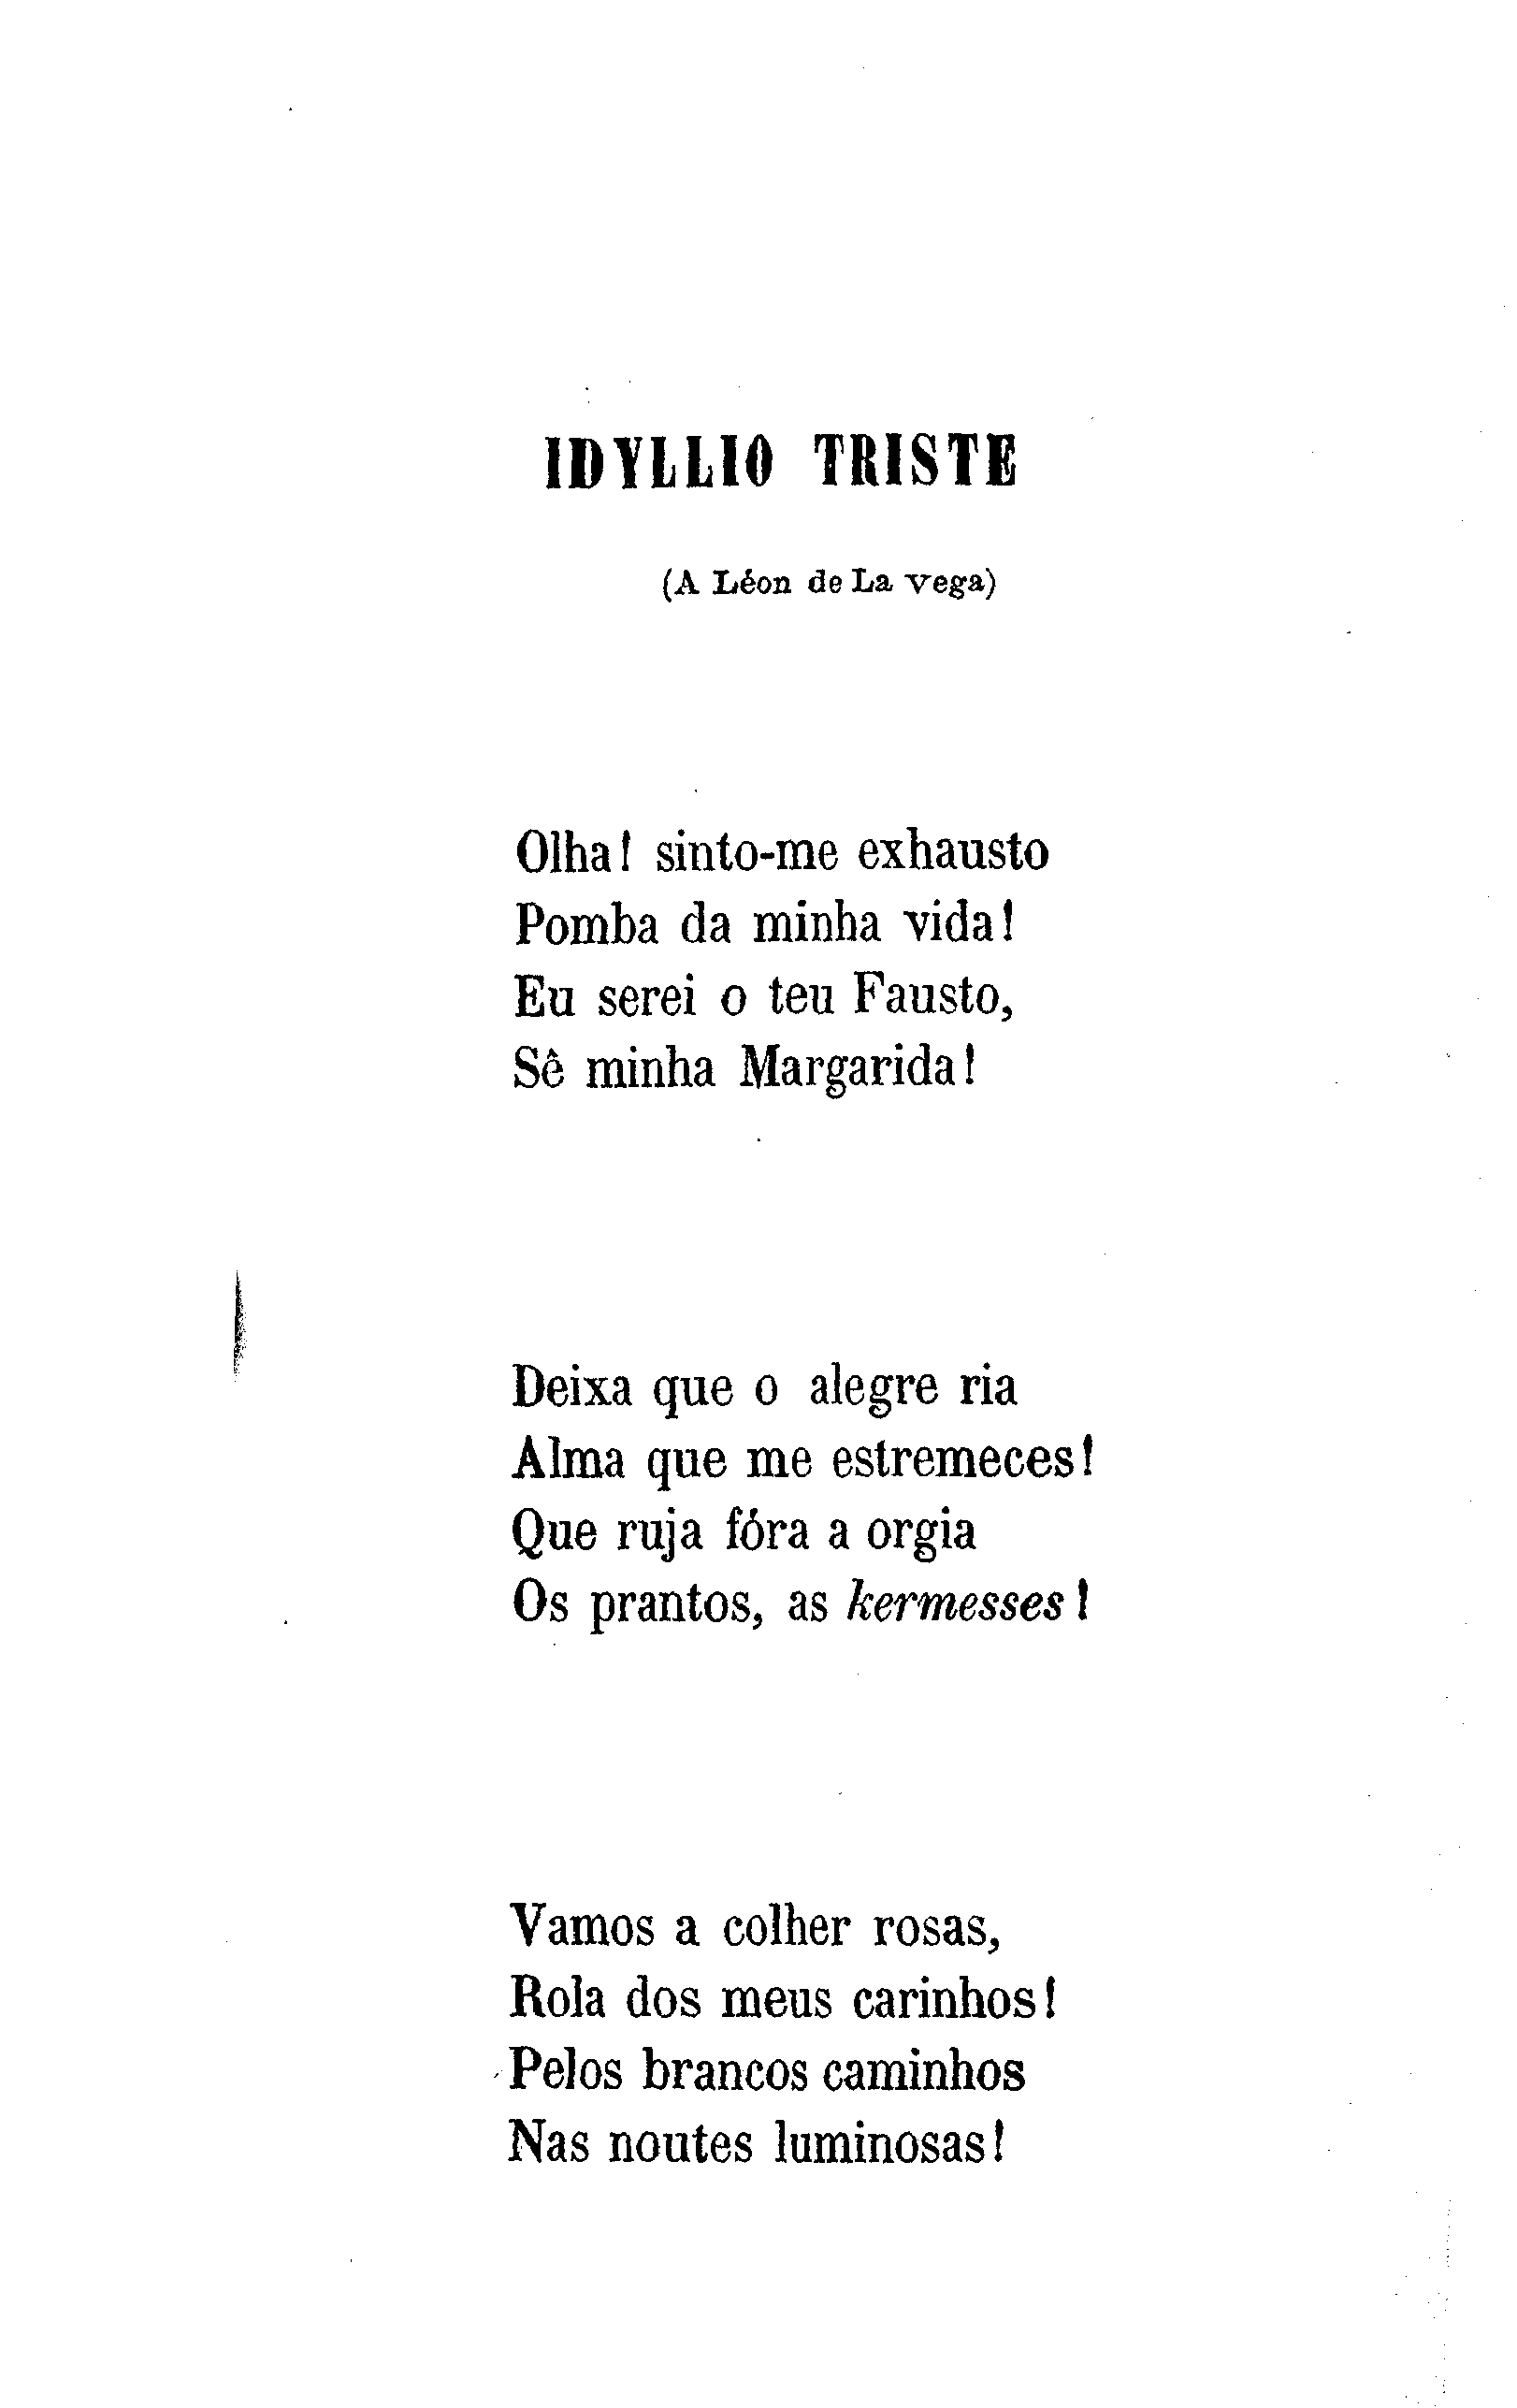 IDYLLIO TRISTE
(A Léon de La vega)
Olha! sinto-me exhausto
Pomba da minha vida!
Eu serei o teu Fausto,
Sê minha Margarida!
Deixa que o alegre ria
Alma que me estremeces!
Que ruja fóra a orgia
Os prantos, as kermesses!
Vamos a colher rosas,
Rola dos meus carinhos!
Pelos brancos caminhos
Nas noutes luminosas!